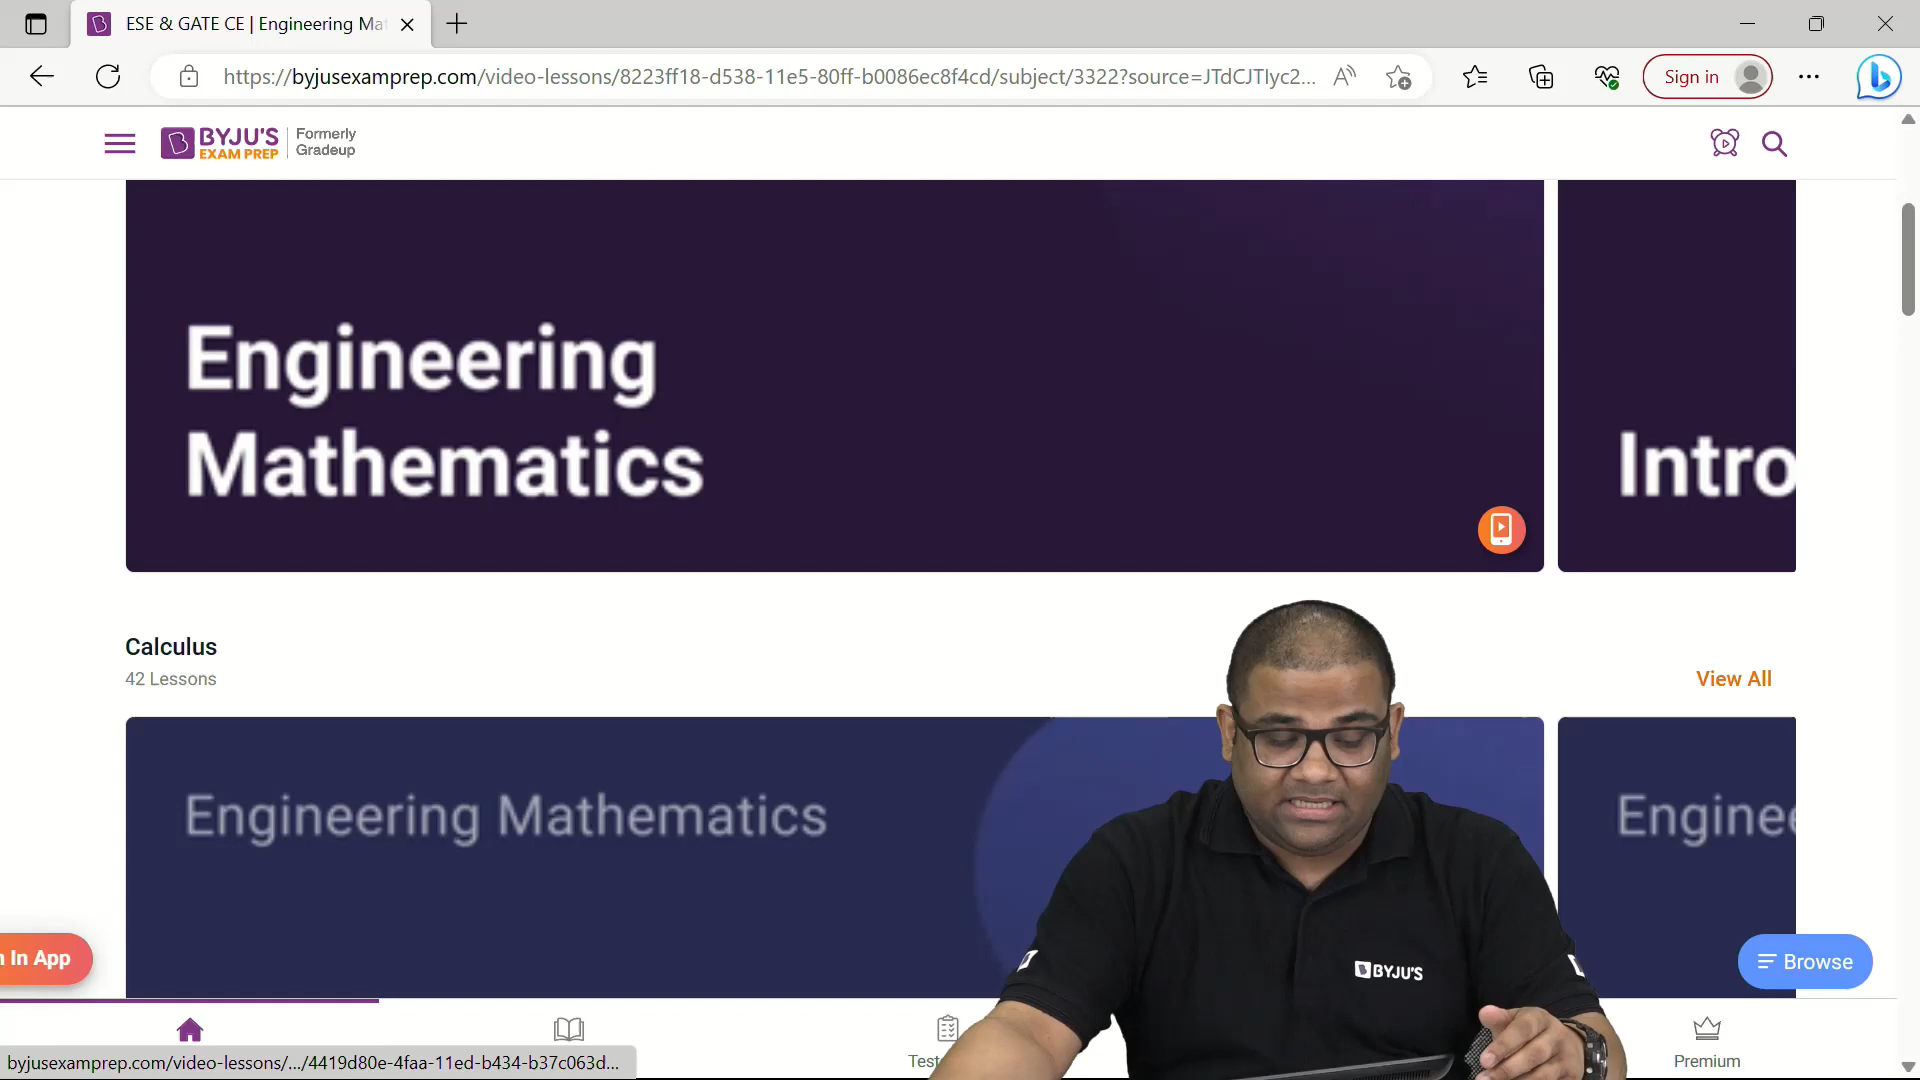 ESE & GATE CE | Engineering Ma
https://byjusexamprep.com/video-lessons/8223ff18-d538-11e5-80ff-b0086ec8f4cd/subject/3322?source=JTdCJTIyc2...
Sign in
BYJU'S
EXAM PREP
Formerly
Gradeup
Engineering
Mathematics
Intro
Calculus
42 Lessons
View All
Engineering Mathematics
Enginee
BYJU'S
n In App
Browse
Test
Premium
byjusexamprep.com/video-lessons/.../4419d80e-4faa-11ed-b434-b37c063d...